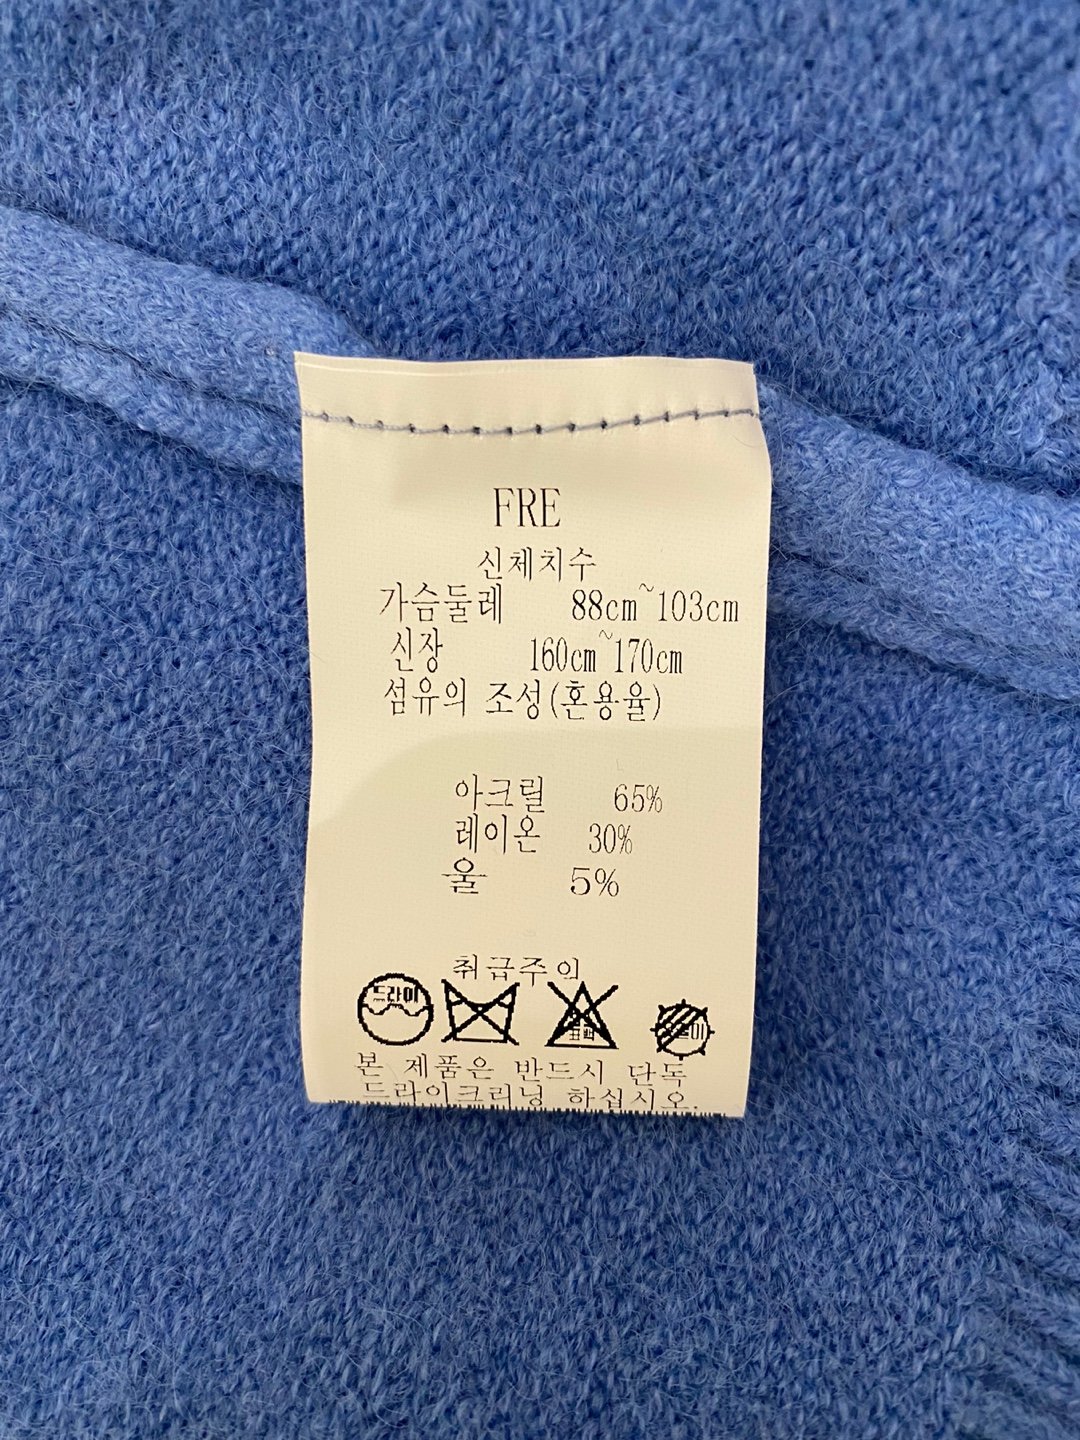 FRE
신체치수
가슴둘레 88cm~103cm
신장 160cm~170cm
섬유의 조성(혼용율)
아크릴 65%
레이온 30%
울 5%
취급주의
드라이
표백
본 제품은 반드시 단독
드라이크리닝 하십시오.